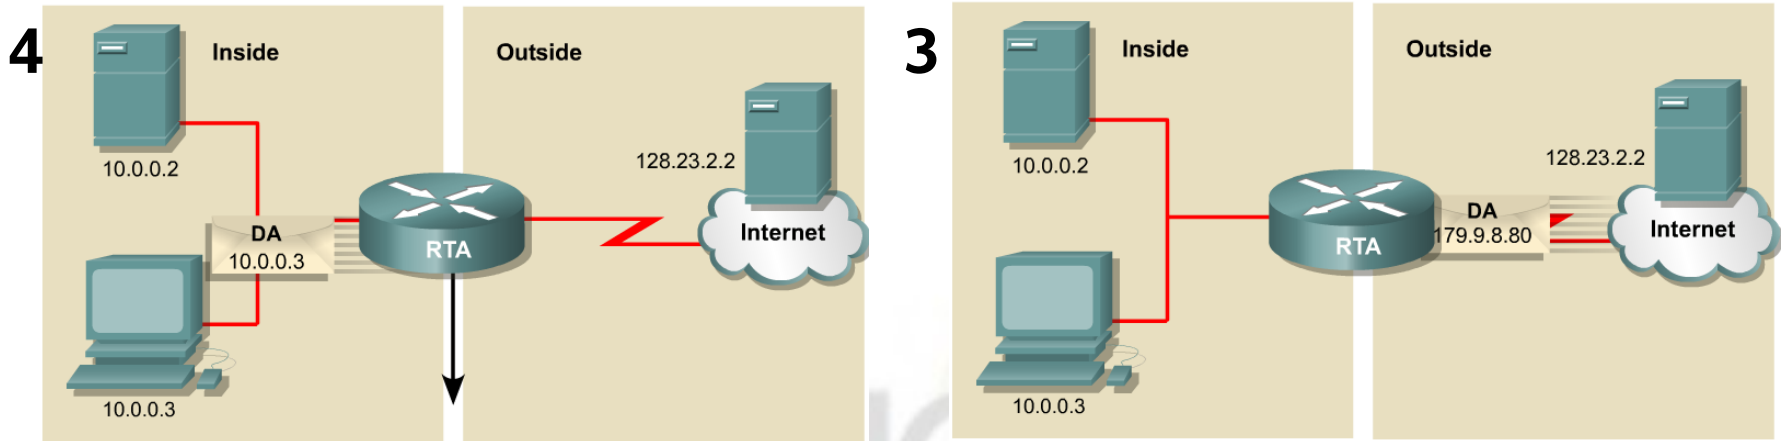 4
Inside
Outside
10.0.0.2
128.23.2.2
DA
10.0.0.3
RTA
Internet
10.0.0.3
3
Inside
Outside
10.0.0.2
128.23.2.2
DA
179.9.8.80
RTA
Internet
10.0.0.3